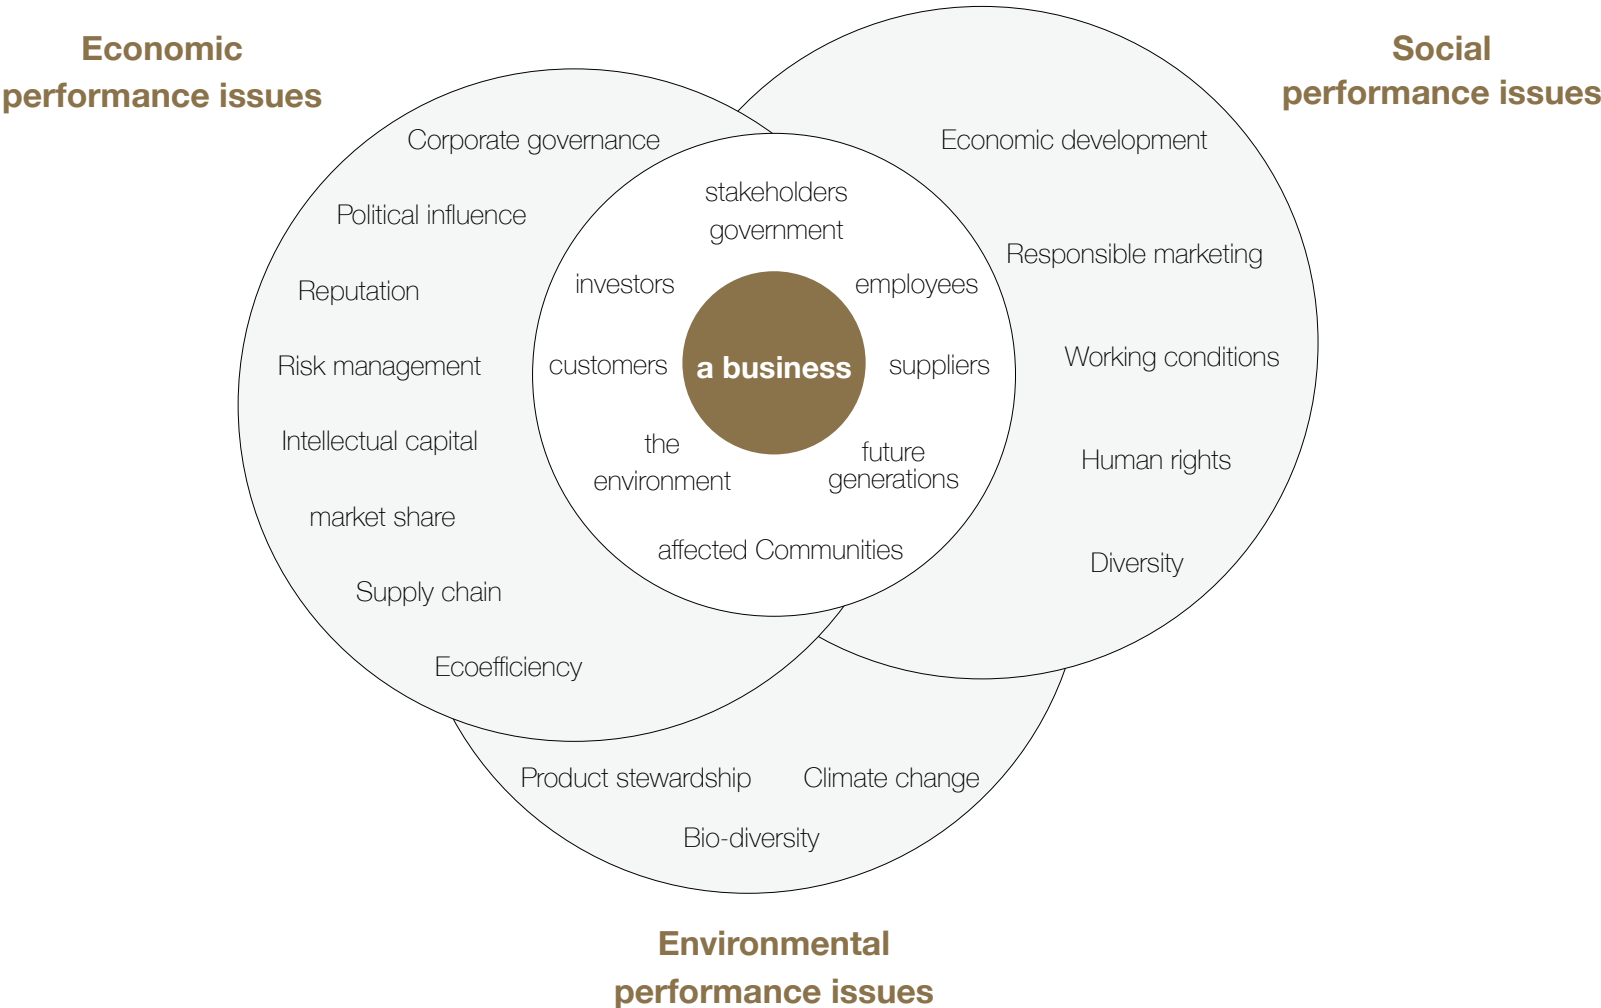 Economic
performance issues
Social
performance issues
Corporate governance
Political influence
Reputation
Risk management
Intellectual capital
market share
Supply chain
Ecoefficiency
stakeholders
government
investors
employees
customers
a business
suppliers
the
environment
future
generations
affected Communities
Economic development
Responsible marketing
Working conditions
Human rights
Diversity
Product stewardship
Climate change
Bio-diversity
Environmental
performance issues